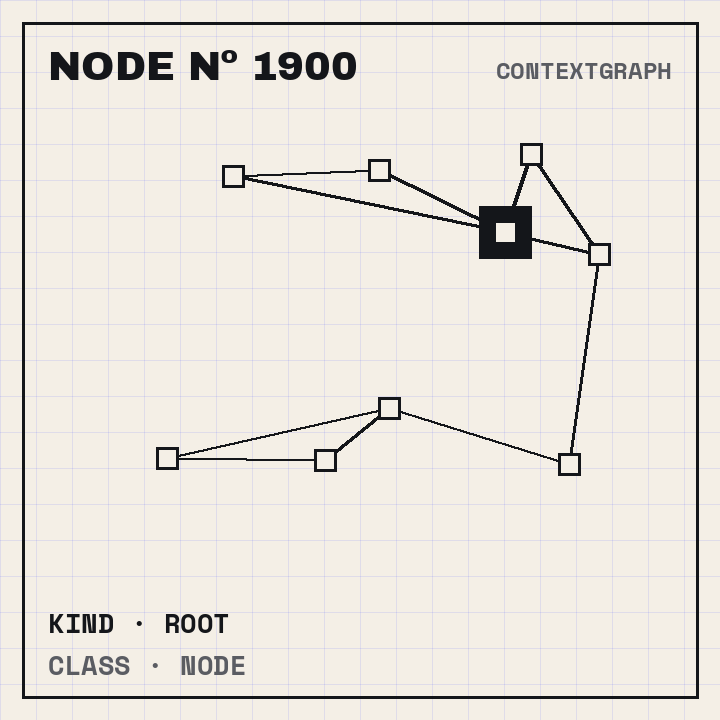 NODE Nº 1900
CONTEXTGRAPH
KIND · ROOT
CLASS · NODE